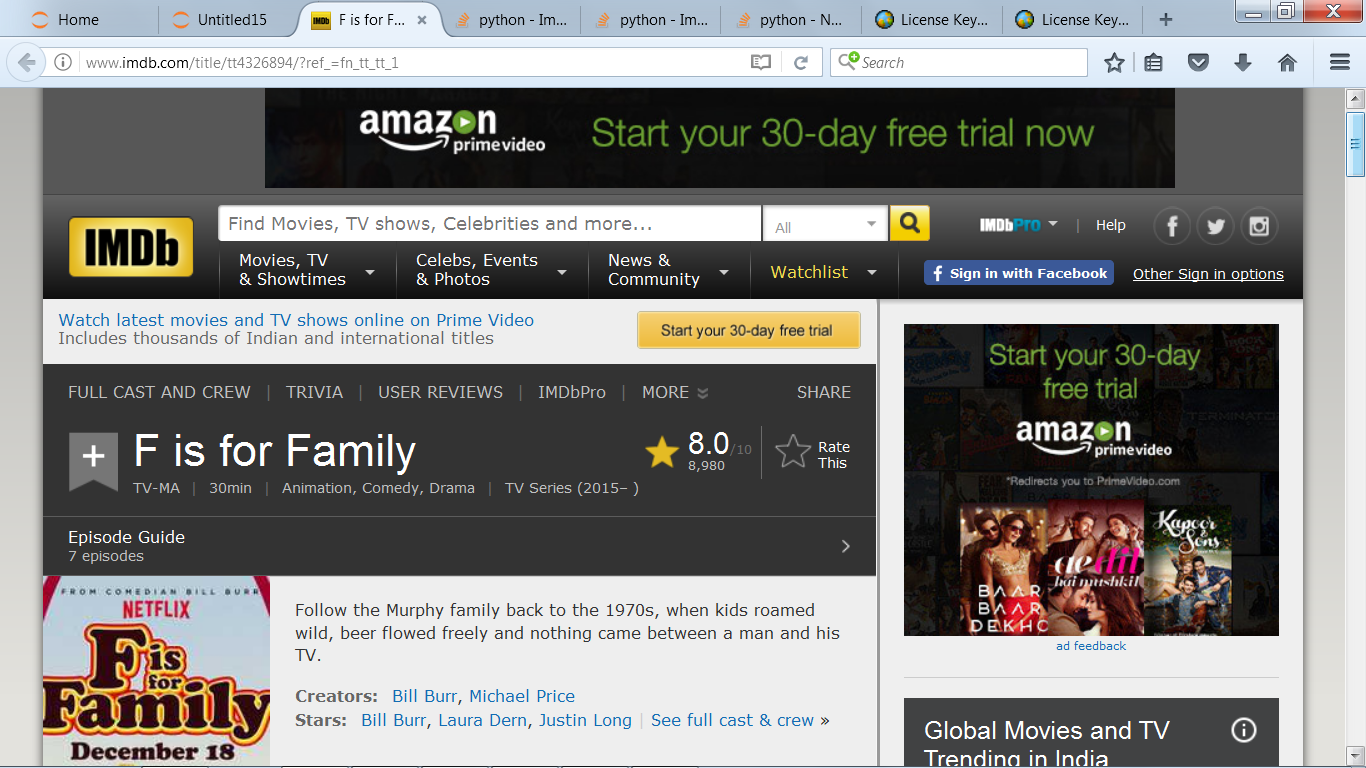 Home
Untitled15
F is for F...
python - Im...
python - Im...
python - N...
License Key...
License Key...
www.imdb.com/title/tt4326894/?ref_=fn_tt_tt_1
Search
amazon
prime video
Start your 30-day free trial now
IMDb
Find Movies, TV shows, Celebrities and more...
All
IMDbPro
|
Help
Movies, TV
& Showtimes
Celebs, Events
& Photos
News &
Community
Watchlist
Sign in with Facebook
Other Sign in options
Watch latest movies and TV shows online on Prime Video
Includes thousands of Indian and international titles
Start your 30-day free trial
FULL CAST AND CREW | TRIVIA | USER REVIEWS | IMDbPro | MORE
SHARE
F is for Family
8.0/10
8,980
Rate
This
TV-MA | 30min | Animation, Comedy, Drama | TV Series (2015– )
Episode Guide
7 episodes
FROM COMEDIAN BILL BURR
NETFLIX
F is
for
Family
December 18
Follow the Murphy family back to the 1970s, when kids roamed
wild, beer flowed freely and nothing came between a man and his
TV.
Creators: Bill Burr, Michael Price
Stars: Bill Burr, Laura Dern, Justin Long | See full cast & crew »
Start your 30-day
free trial
amazon
prime video
*Redirects you to PrimeVideo.com
BAAR
BAAR
DEKHO
ae dil
hai mushkil
Kapoor
& Sons
ad feedback
Global Movies and TV
Trending in India